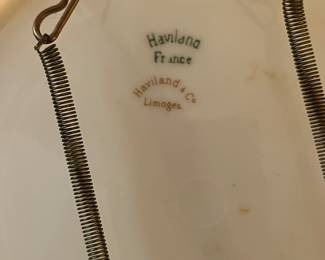 Haviland
France
Haviland & Co
Limoges